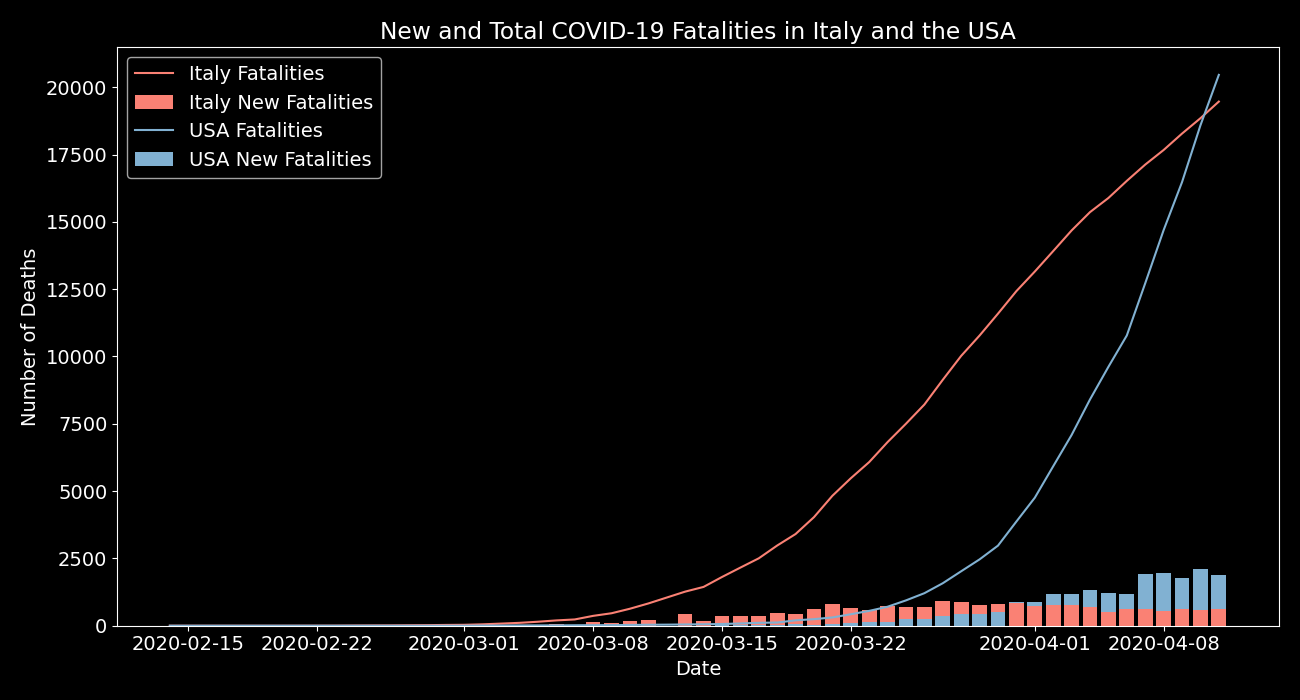 New and Total COVID-19 Fatalities in Italy and the USA
Italy Fatalities
Italy New Fatalities
USA Fatalities
USA New Fatalities
20000
17500
15000
12500
10000
7500
5000
2500
0
Number of Deaths
2020-02-15 2020-02-22 2020-03-01 2020-03-08 2020-03-15 2020-03-22 2020-04-01 2020-04-08
Date